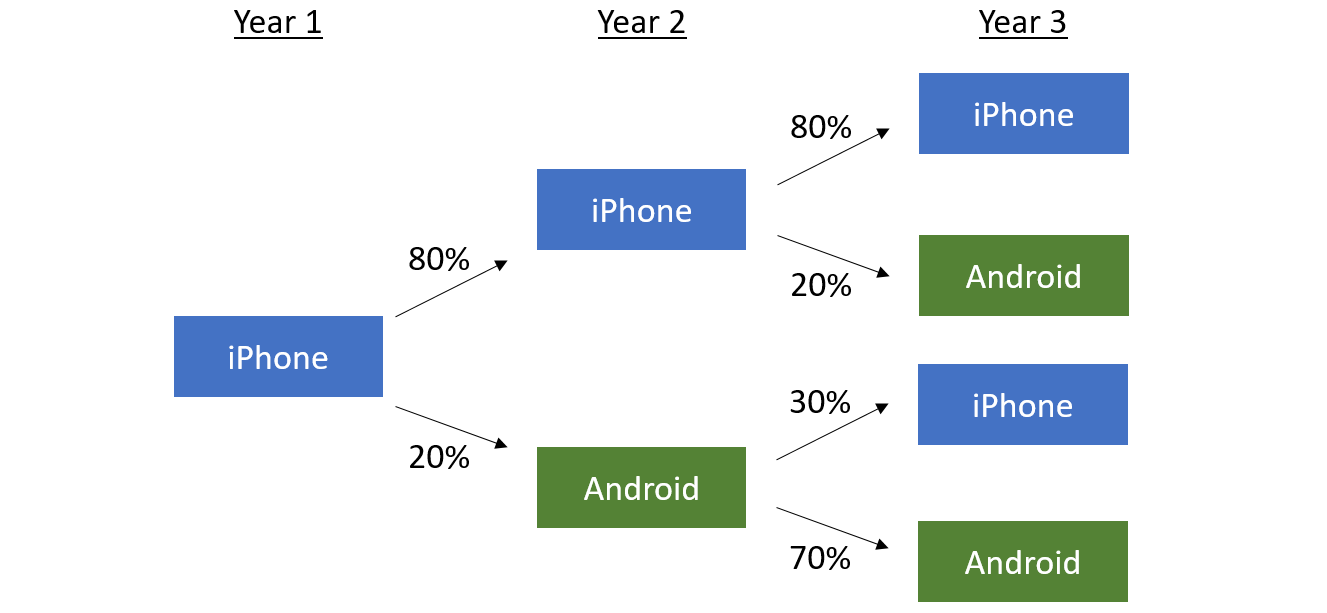 Year 1
Year 2
Year 3
80%
iPhone
iPhone
80%
20%
Android
iPhone
20%
30%
iPhone
Android
70%
Android